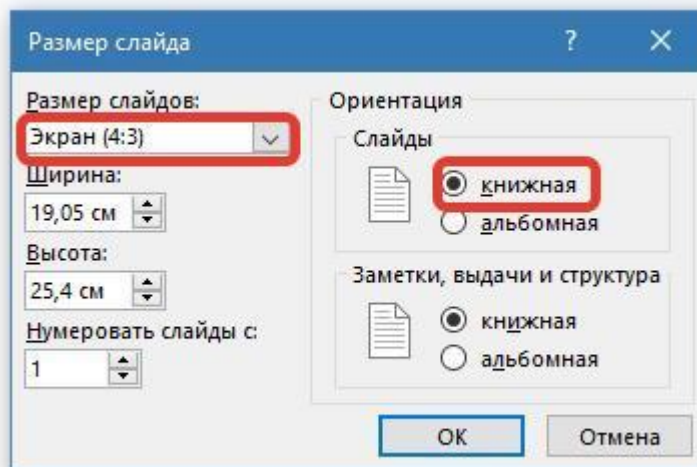 Размер слайда
Размер слайдов:
Экран (4:3)
Ширина:
19,05 см
Высота:
25,4 см
Нумеровать слайды с:
1
Ориентация
Слайды
книжная
альбомная
Заметки, выдачи и структура
книжная
альбомная
ОК
Отмена